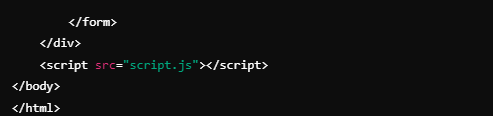 </form>
</div>
<script src="script.js"></script>
</body>
</html>